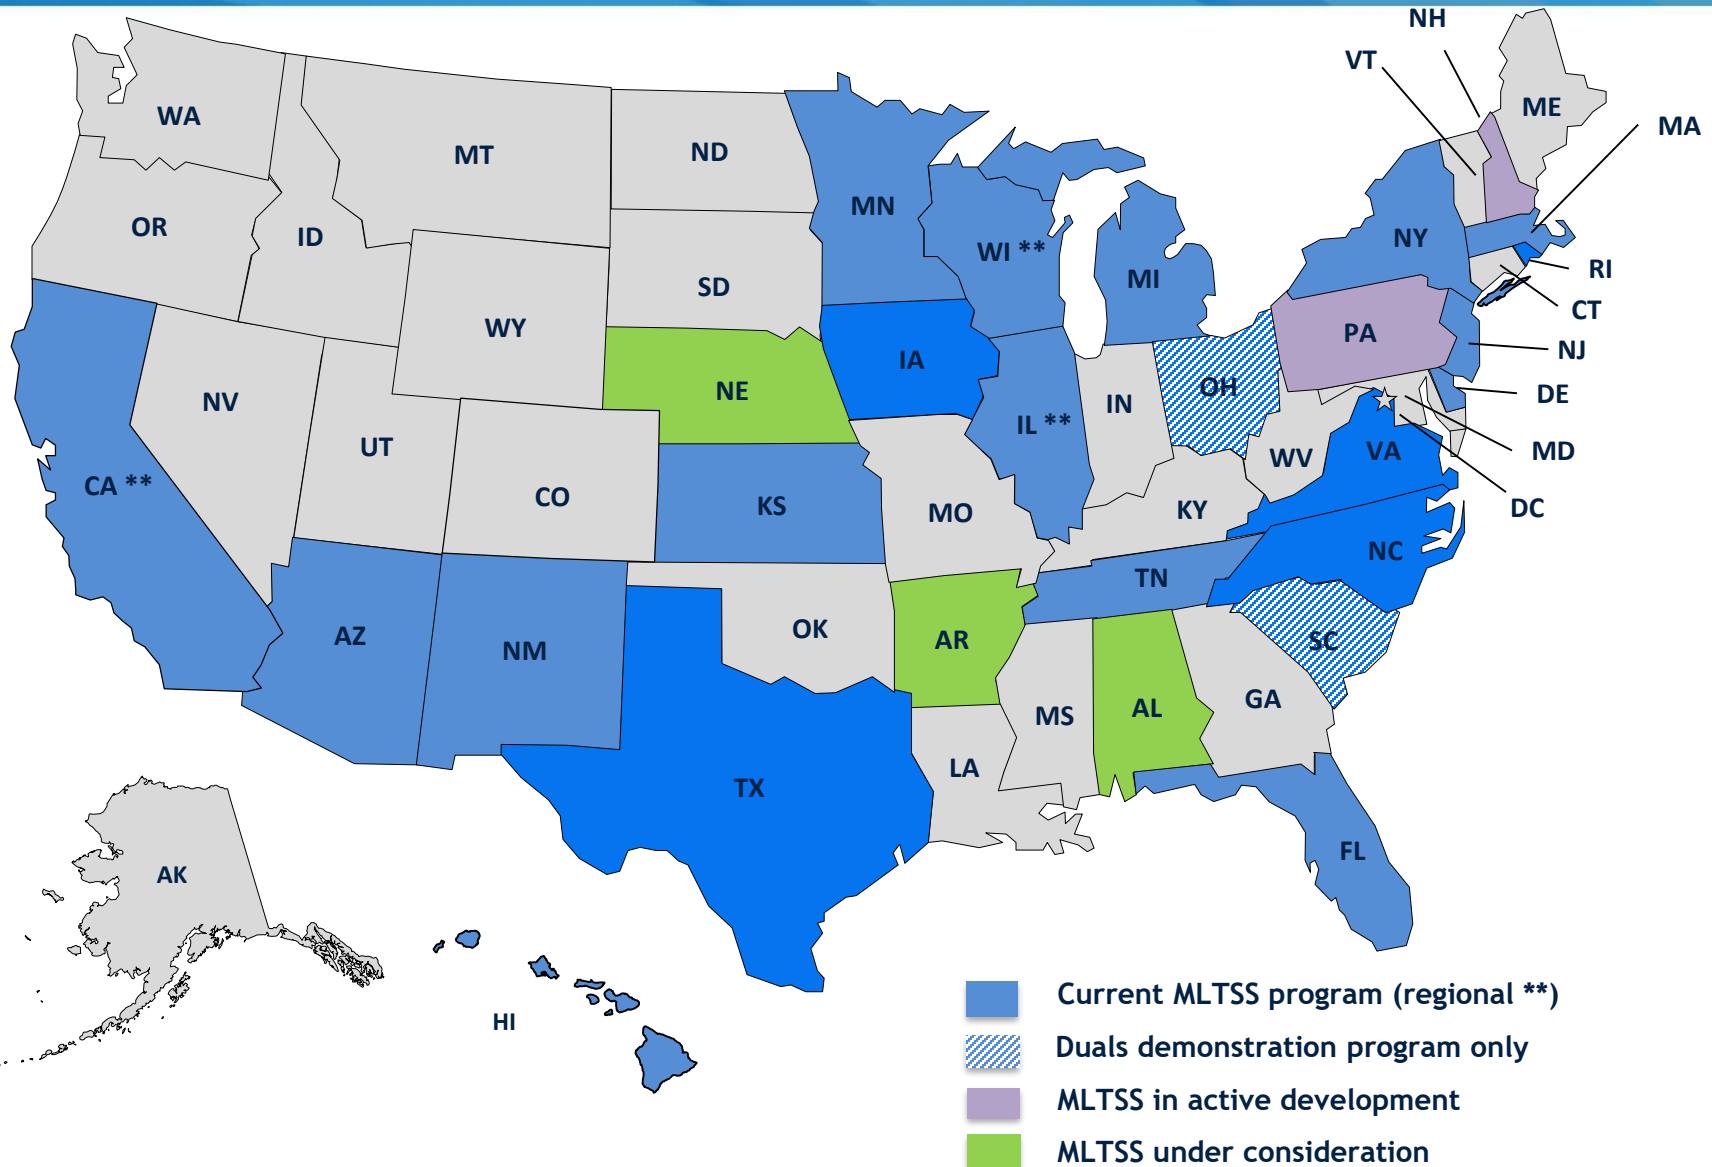 NH
VT
ME
WA
MA
MT
ND
MN
OR
ID
NY
WI **
RI
MI
SD
CT
WY
PA
NJ
IA
NE
OH
DE
NV
IN
IL **
UT
VA
MD
WV
CA **
CO
KS
DC
MO
KY
NC
TN
AZ
OK
AR
SC
NM
GA
AL
MS
LA
TX
FL
AK
HI
Current MLTSS program (regional **)
Duals demonstration program only
MLTSS in active development
MLTSS under consideration